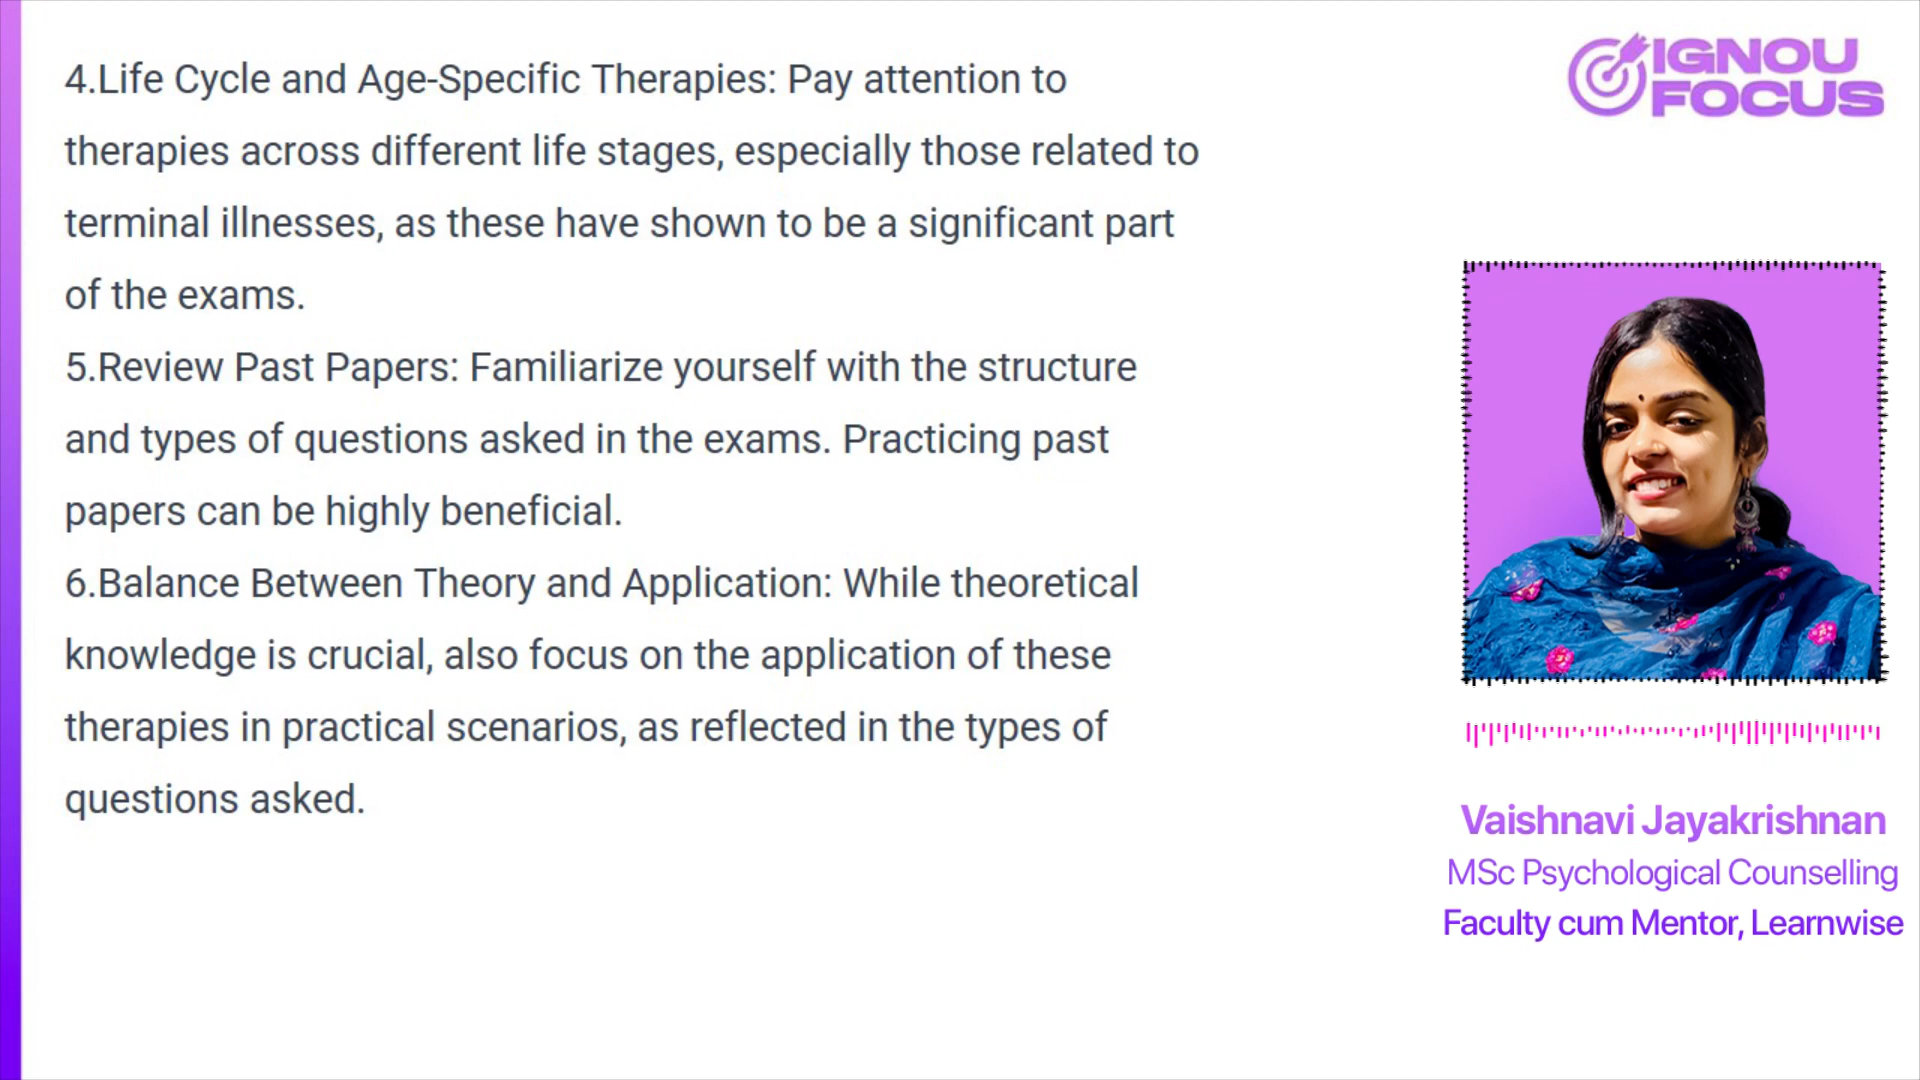 4.Life Cycle and Age-Specific Therapies: Pay attention to
therapies across different life stages, especially those related to
terminal illnesses, as these have shown to be a significant part
of the exams.
5.Review Past Papers: Familiarize yourself with the structure
and types of questions asked in the exams. Practicing past
papers can be highly beneficial.
6.Balance Between Theory and Application: While theoretical
knowledge is crucial, also focus on the application of these
therapies in practical scenarios, as reflected in the types of
questions asked.
IGNOU
FOCUS
Vaishnavi Jayakrishnan
MSc Psychological Counselling
Faculty cum Mentor, Learnwise